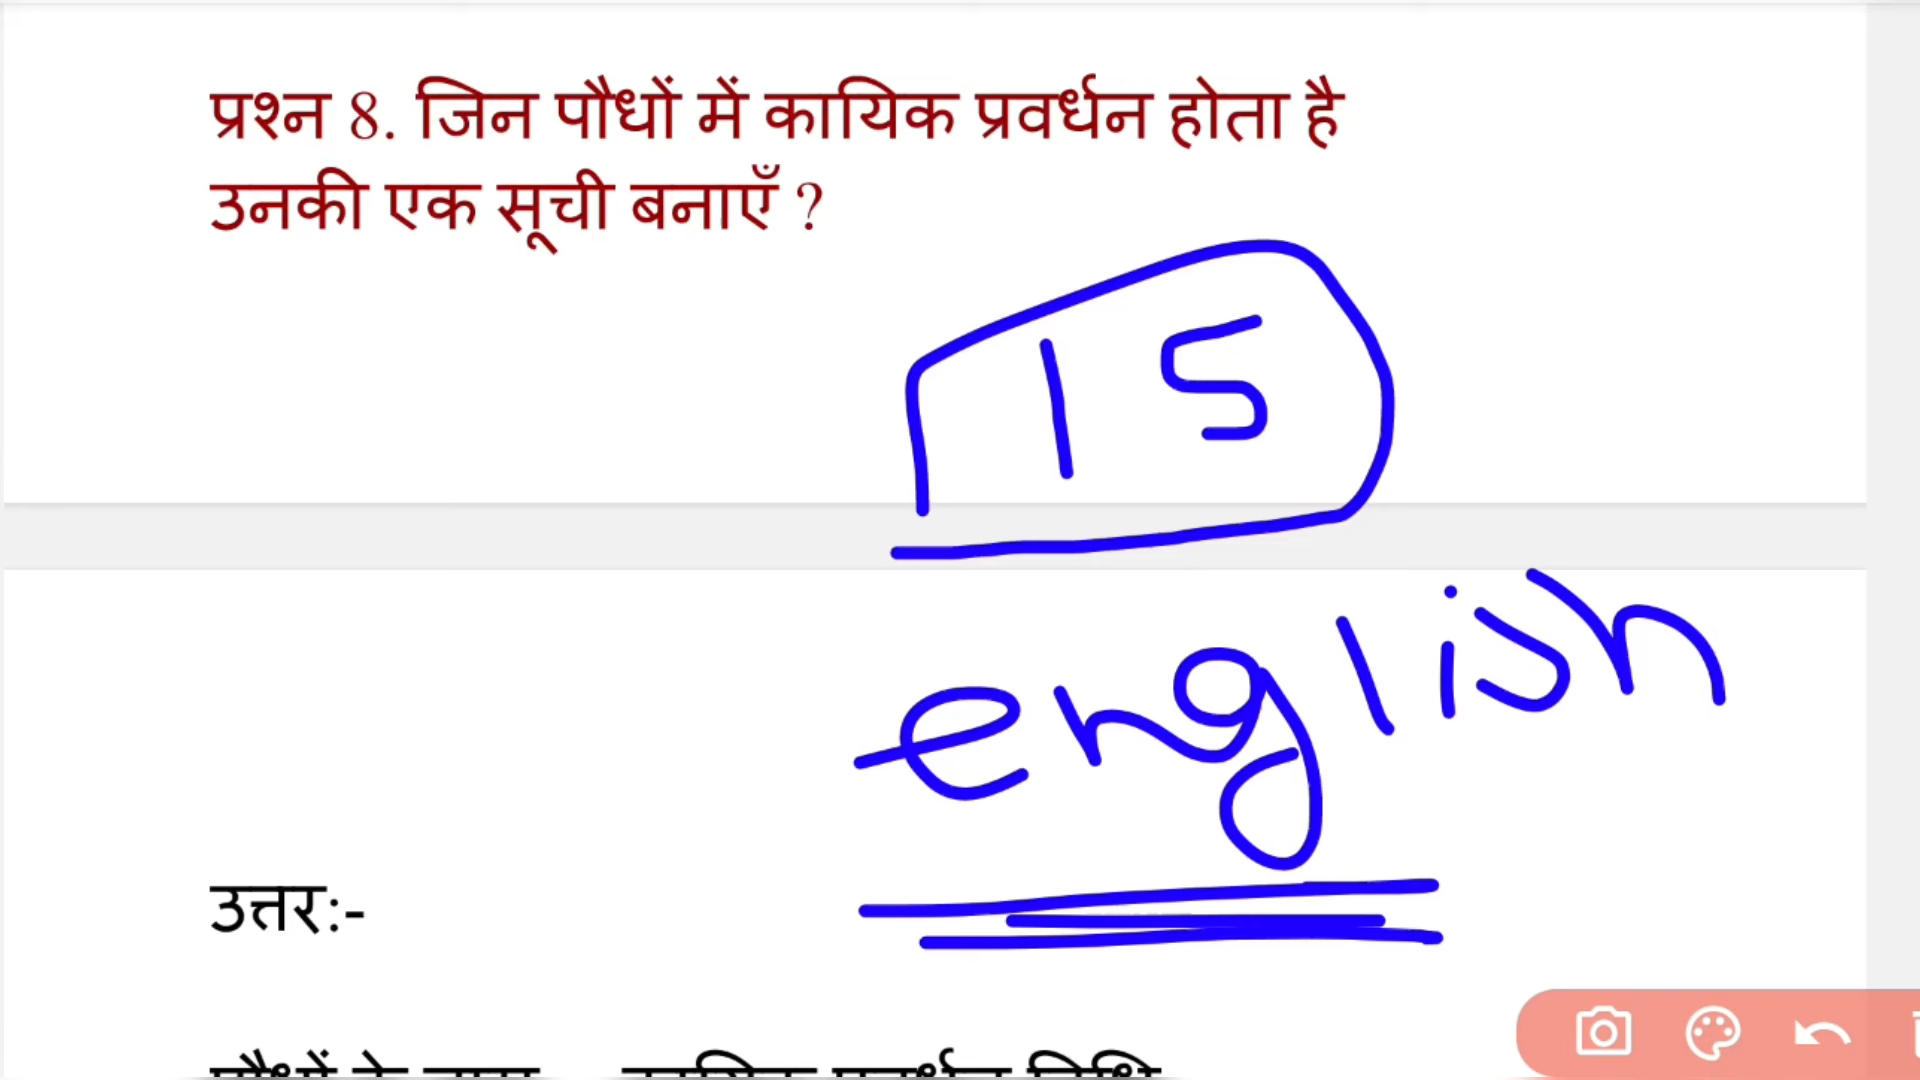 प्रश्न 8. जिन पौधों में कायिक प्रवर्धन होता है
उनकी एक सूची बनाएँ ?
15
english
उत्तर:-